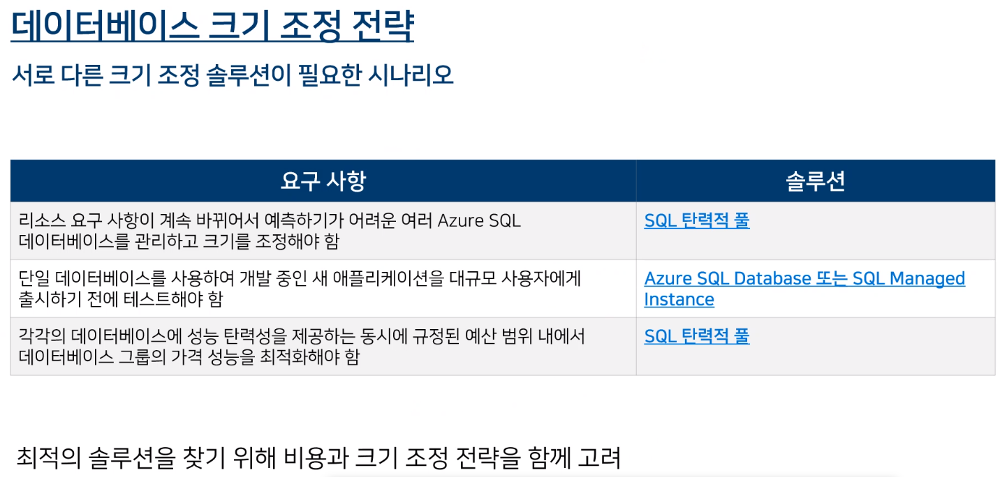 데이터베이스 크기 조정 전략
서로 다른 크기 조정 솔루션이 필요한 시나리오
요구 사항
솔루션
리소스 요구 사항이 계속 바뀌어서 예측하기가 어려운 여러 Azure SQL
데이터베이스를 관리하고 크기를 조정해야 함
SQL 탄력적 풀
단일 데이터베이스를 사용하여 개발 중인 새 애플리케이션을 대규모 사용자에게
출시하기 전에 테스트해야 함
Azure SQL Database 또는 SQL Managed
Instance
각각의 데이터베이스에 성능 탄력성을 제공하는 동시에 규정된 예산 범위 내에서
데이터베이스 그룹의 가격 성능을 최적화해야 함
SQL 탄력적 풀
최적의 솔루션을 찾기 위해 비용과 크기 조정 전략을 함께 고려